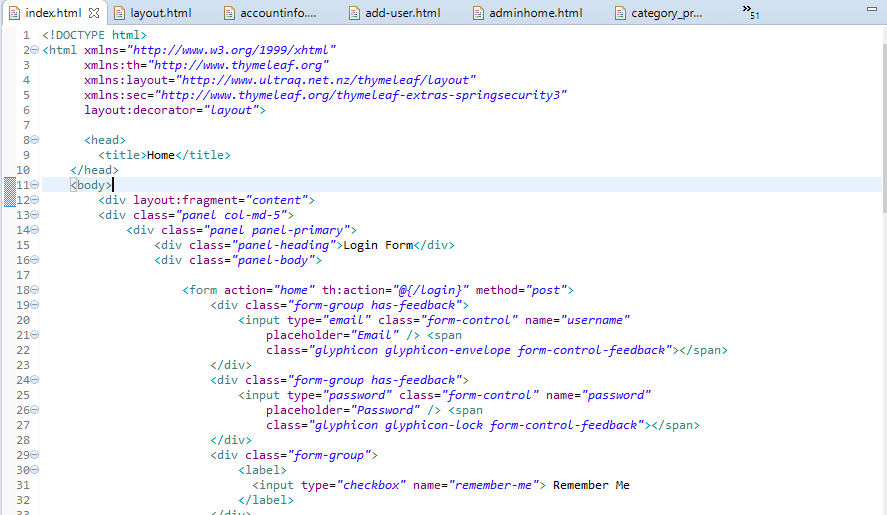 index.html layout.html accountinfo.... add-user.html adminhome.html category_pr... »51
1 <!DOCTYPE html>
2 <html xmlns="http://www.w3.org/1999/xhtml"
3 xmlns:th="http://www.thymeleaf.org"
4 xmlns:layout="http://www.ultraq.net.nz/thymeleaf/layout"
5 xmlns:sec="http://www.thymeleaf.org/thymeleaf-extras-springsecurity3"
6 layout:decorator="layout">
7
8 <head>
9 <title>Home</title>
10 </head>
11 <body>
12 <div layout:fragment="content">
13 <div class="panel col-md-5">
14 <div class="panel panel-primary">
15 <div class="panel-heading">Login Form</div>
16 <div class="panel-body">
17
18 <form action="home" th:action="@{/login}" method="post">
19 <div class="form-group has-feedback">
20 <input type="email" class="form-control" name="username"
21 placeholder="Email" /> <span
22 class="glyphicon glyphicon-envelope form-control-feedback"></span>
23 </div>
24 <div class="form-group has-feedback">
25 <input type="password" class="form-control" name="password"
26 placeholder="Password" /> <span
27 class="glyphicon glyphicon-lock form-control-feedback"></span>
28 </div>
29 <div class="form-group">
30 <label>
31 <input type="checkbox" name="remember-me"> Remember Me
32 </label>
33 </div>